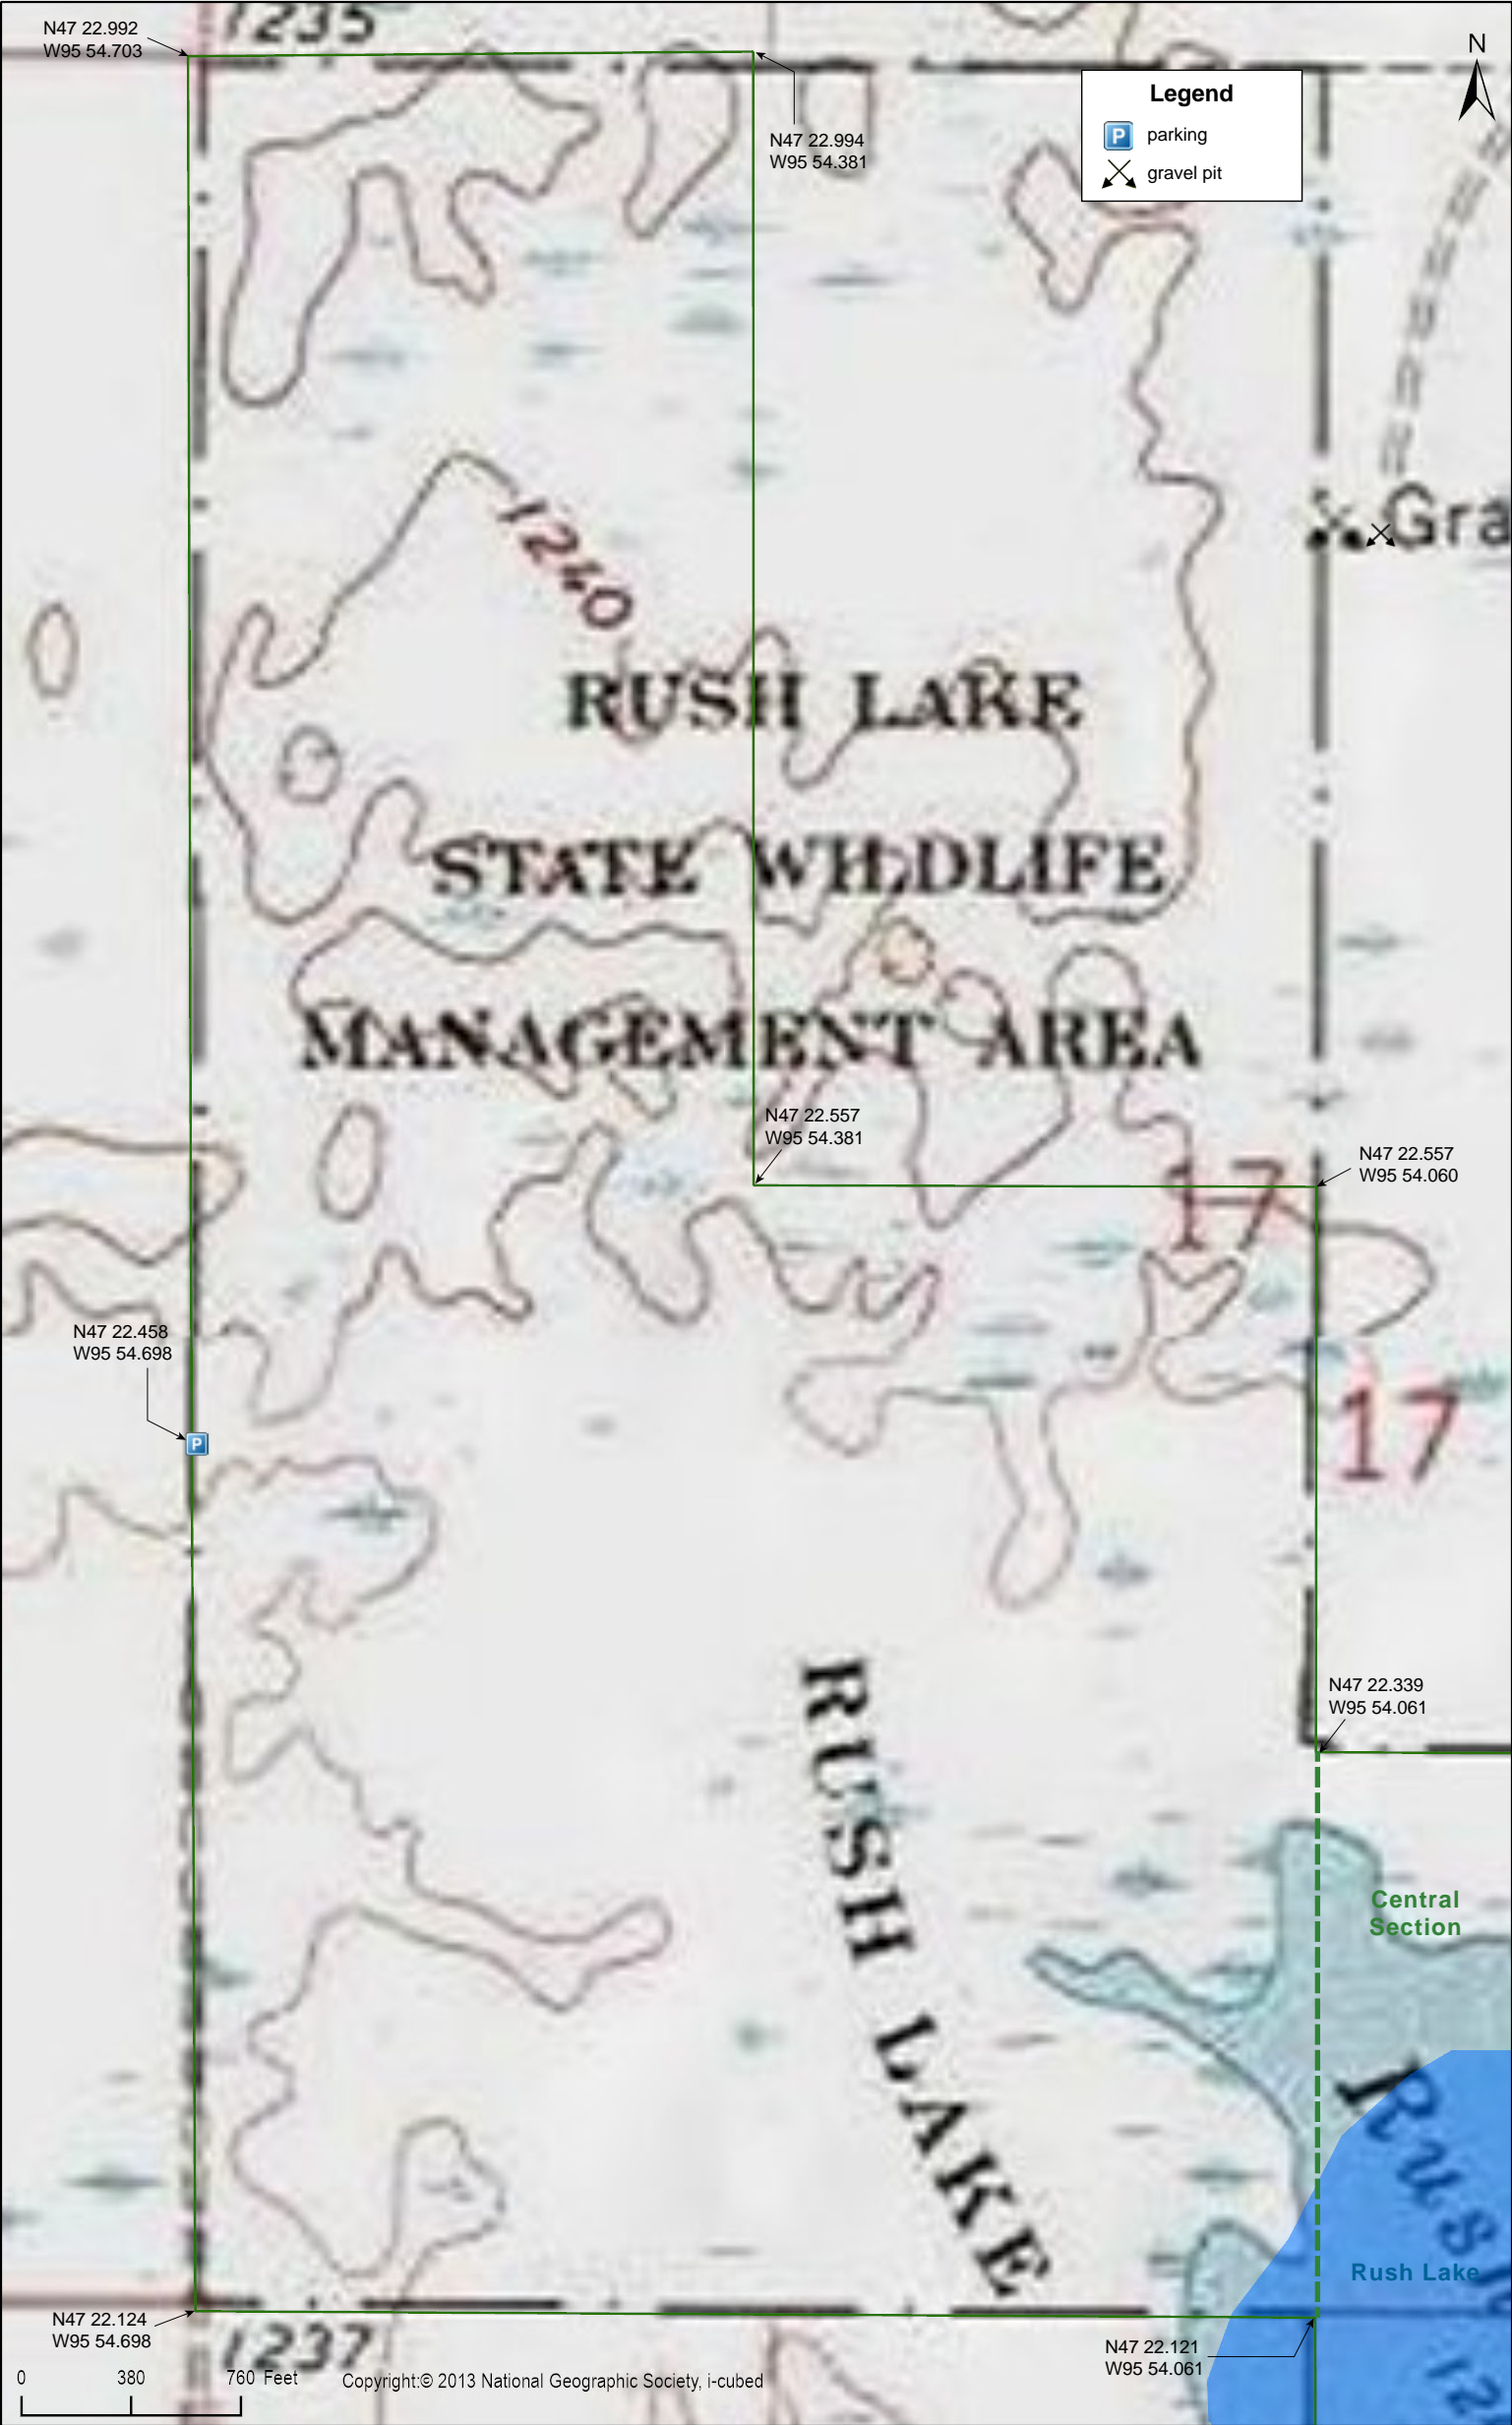 1235
N47 22.992
W95 54.703
N
Legend
P parking
gravel pit
N47 22.994
W95 54.381
1240
Gra
RUSH LAKE
STATE WILDLIFE
MANAGEMENT AREA
N47 22.557
W95 54.381
N47 22.557
W95 54.060
17
N47 22.458
W95 54.698
P
17
N47 22.339
W95 54.061
RUSH LAKE
Central
Section
Rush
Rush Lake
N47 22.124
W95 54.698
1237
N47 22.121
W95 54.061
0 380 760 Feet
Copyright:© 2013 National Geographic Society, i-cubed